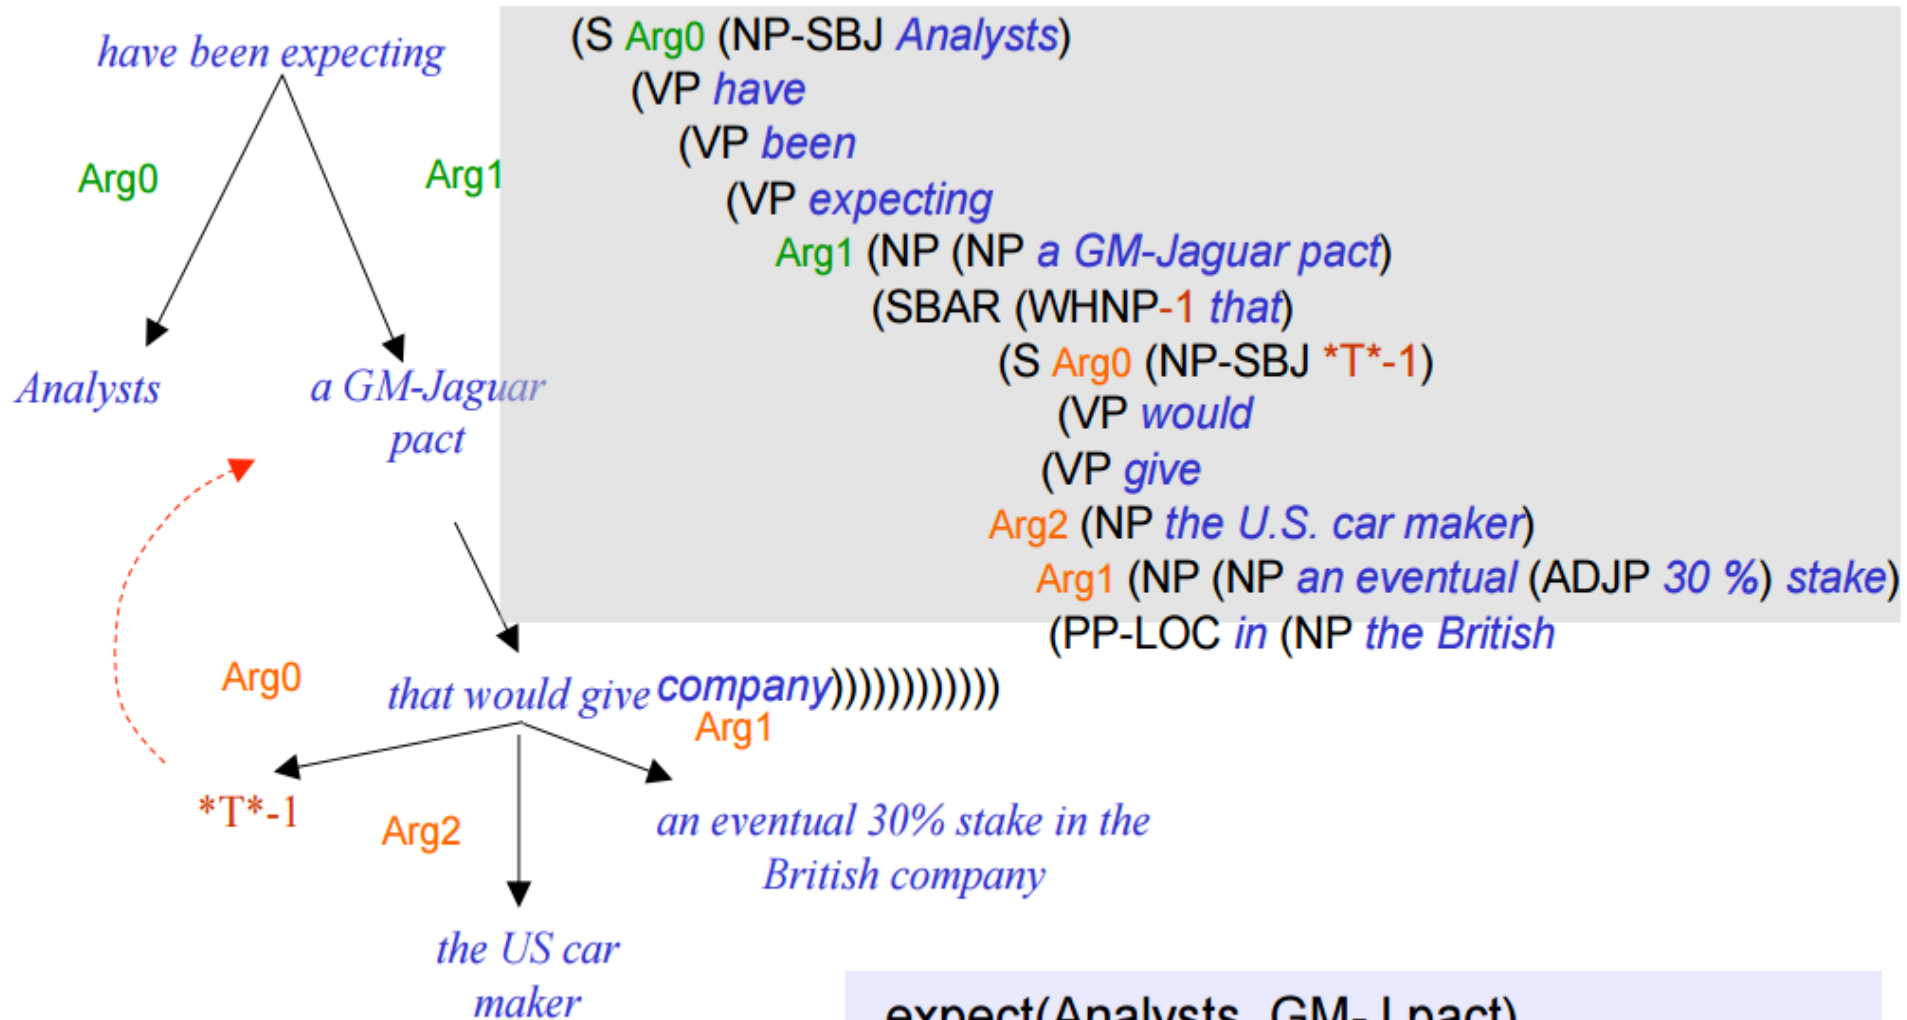 have been expecting
Arg0
Arg1
Analysts
a GM-Jaguar
pact
Arg0
that would give
Arg1
*T*-1
Arg2
an eventual 30% stake in the
British company
the US car
maker
(S Arg0 (NP-SBJ Analysts)
(VP have
(VP been
(VP expecting
Arg1 (NP (NP a GM-Jaguar pact)
(SBAR (WHNP-1 that)
(S Arg0 (NP-SBJ *T*-1)
(VP would
(VP give
Arg2 (NP the U.S. car maker)
Arg1 (NP (NP an eventual (ADJP 30 %) stake)
(PP-LOC in (NP the British
company))))))))))))
expect(Analysts, GM-J pact)